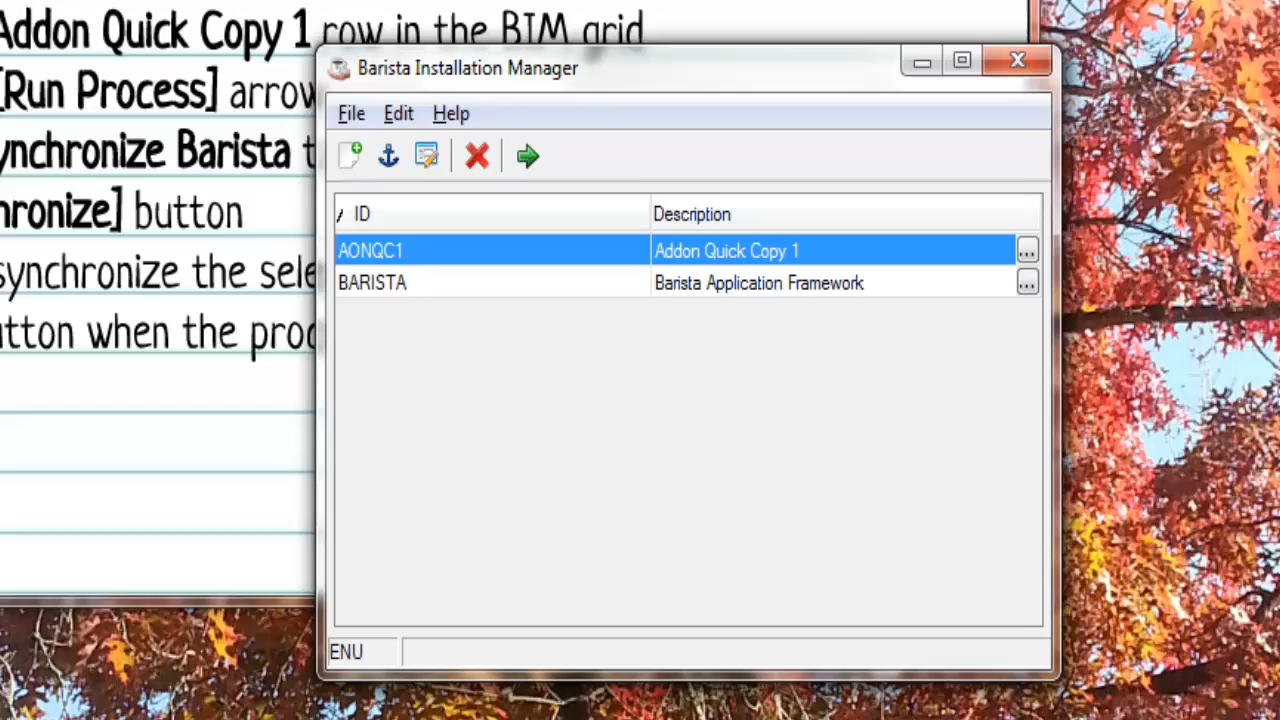 Addon Quick Copy 1 row in the BIM grid
[Run Process] arrow
ynchronize Barista
hronize] button
synchronize the sele
tton when the proc
Barista Installation Manager
File Edit Help
ID Description
AONQC1 Addon Quick Copy 1 ...
BARISTA Barista Application Framework ...
ENU